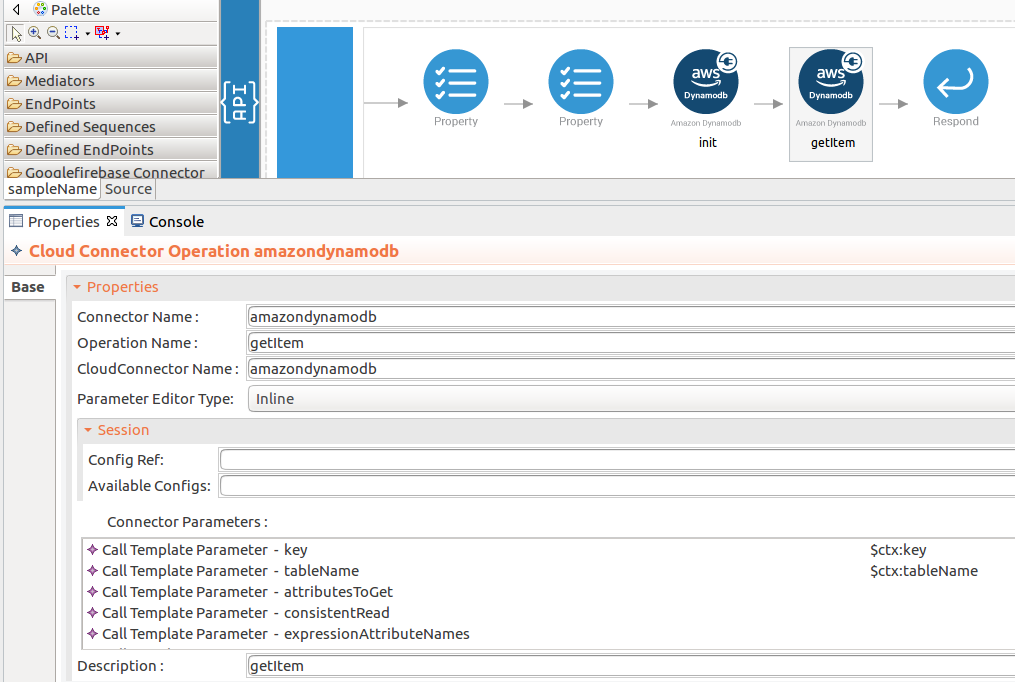 Palette
API
Mediators
EndPoints
Defined Sequences
Defined EndPoints
Googlefirebase Connector
{API}
Property
Property
aws
Dynamodb
Amazon Dynamodb
init
aws
Dynamodb
Amazon Dynamodb
getItem
Respond
sampleName Source
Properties Console
Cloud Connector Operation amazondynamodb
Base
Properties
Connector Name : amazondynamodb
Operation Name : getItem
CloudConnector Name : amazondynamodb
Parameter Editor Type: Inline
Session
Config Ref:
Available Configs:
Connector Parameters :
Call Template Parameter - key $ctx:key
Call Template Parameter - tableName $ctx:tableName
Call Template Parameter - attributesToGet
Call Template Parameter - consistentRead
Call Template Parameter - expressionAttributeNames
Description : getItem